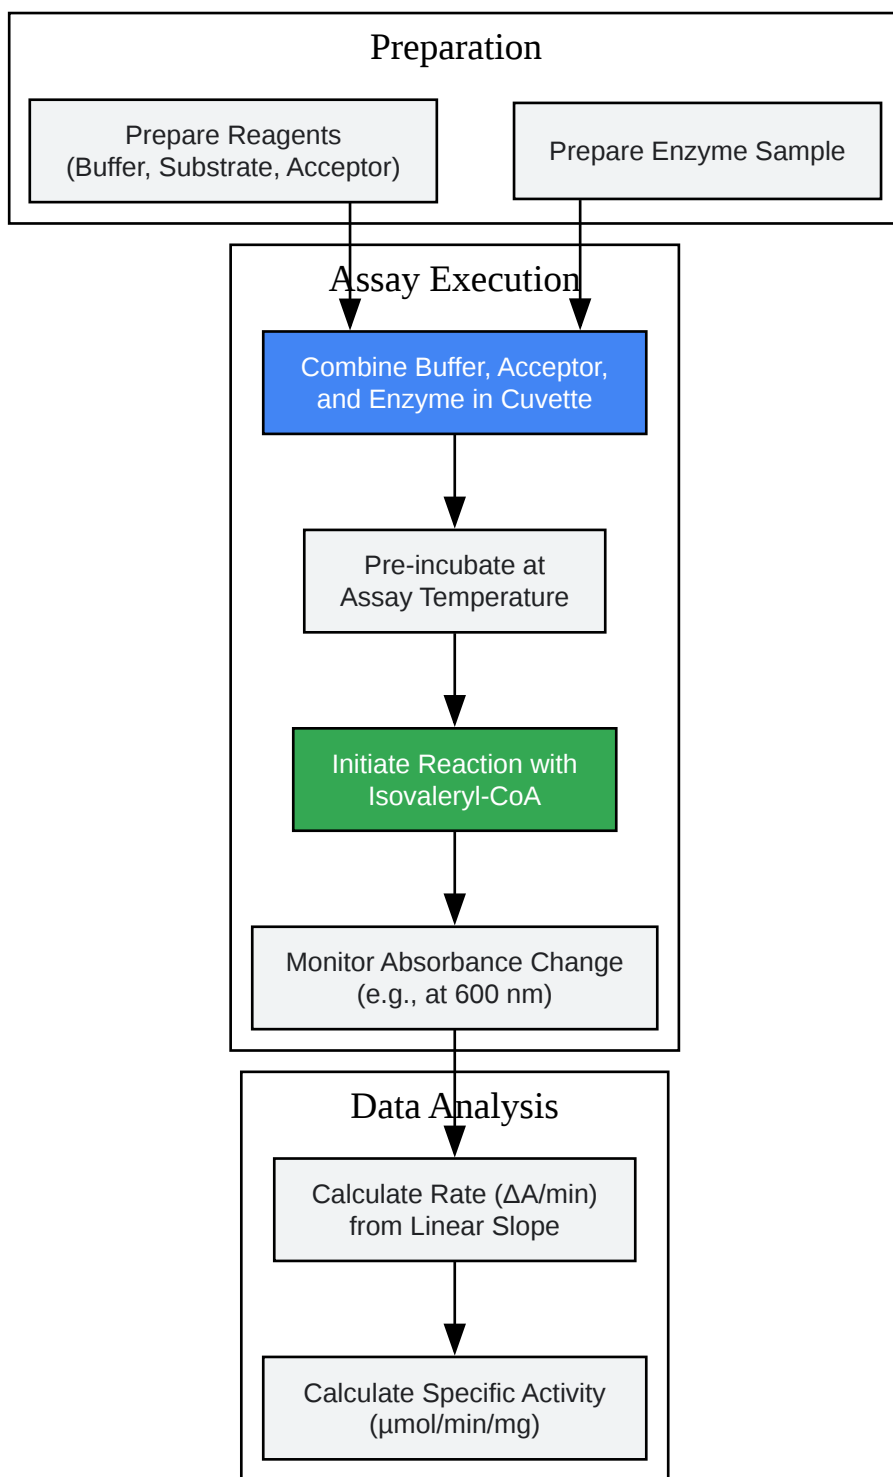 Preparation
Prepare Reagents
(Buffer, Substrate, Acceptor)
Prepare Enzyme Sample
Assay Execution
Combine Buffer, Acceptor,
and Enzyme in Cuvette
Pre-incubate at
Assay Temperature
Initiate Reaction with
Isovaleryl-CoA
Monitor Absorbance Change
(e.g., at 600 nm)
Data Analysis
Calculate Rate (ΔA/min)
from Linear Slope
Calculate Specific Activity
(µmol/min/mg)